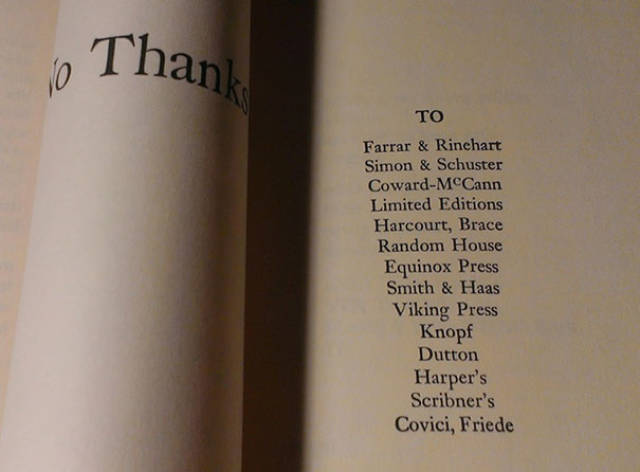 No Thanks
TO
Farrar & Rinehart
Simon & Schuster
Coward-McCann
Limited Editions
Harcourt, Brace
Random House
Equinox Press
Smith & Haas
Viking Press
Knopf
Dutton
Harper's
Scribner's
Covici, Friede